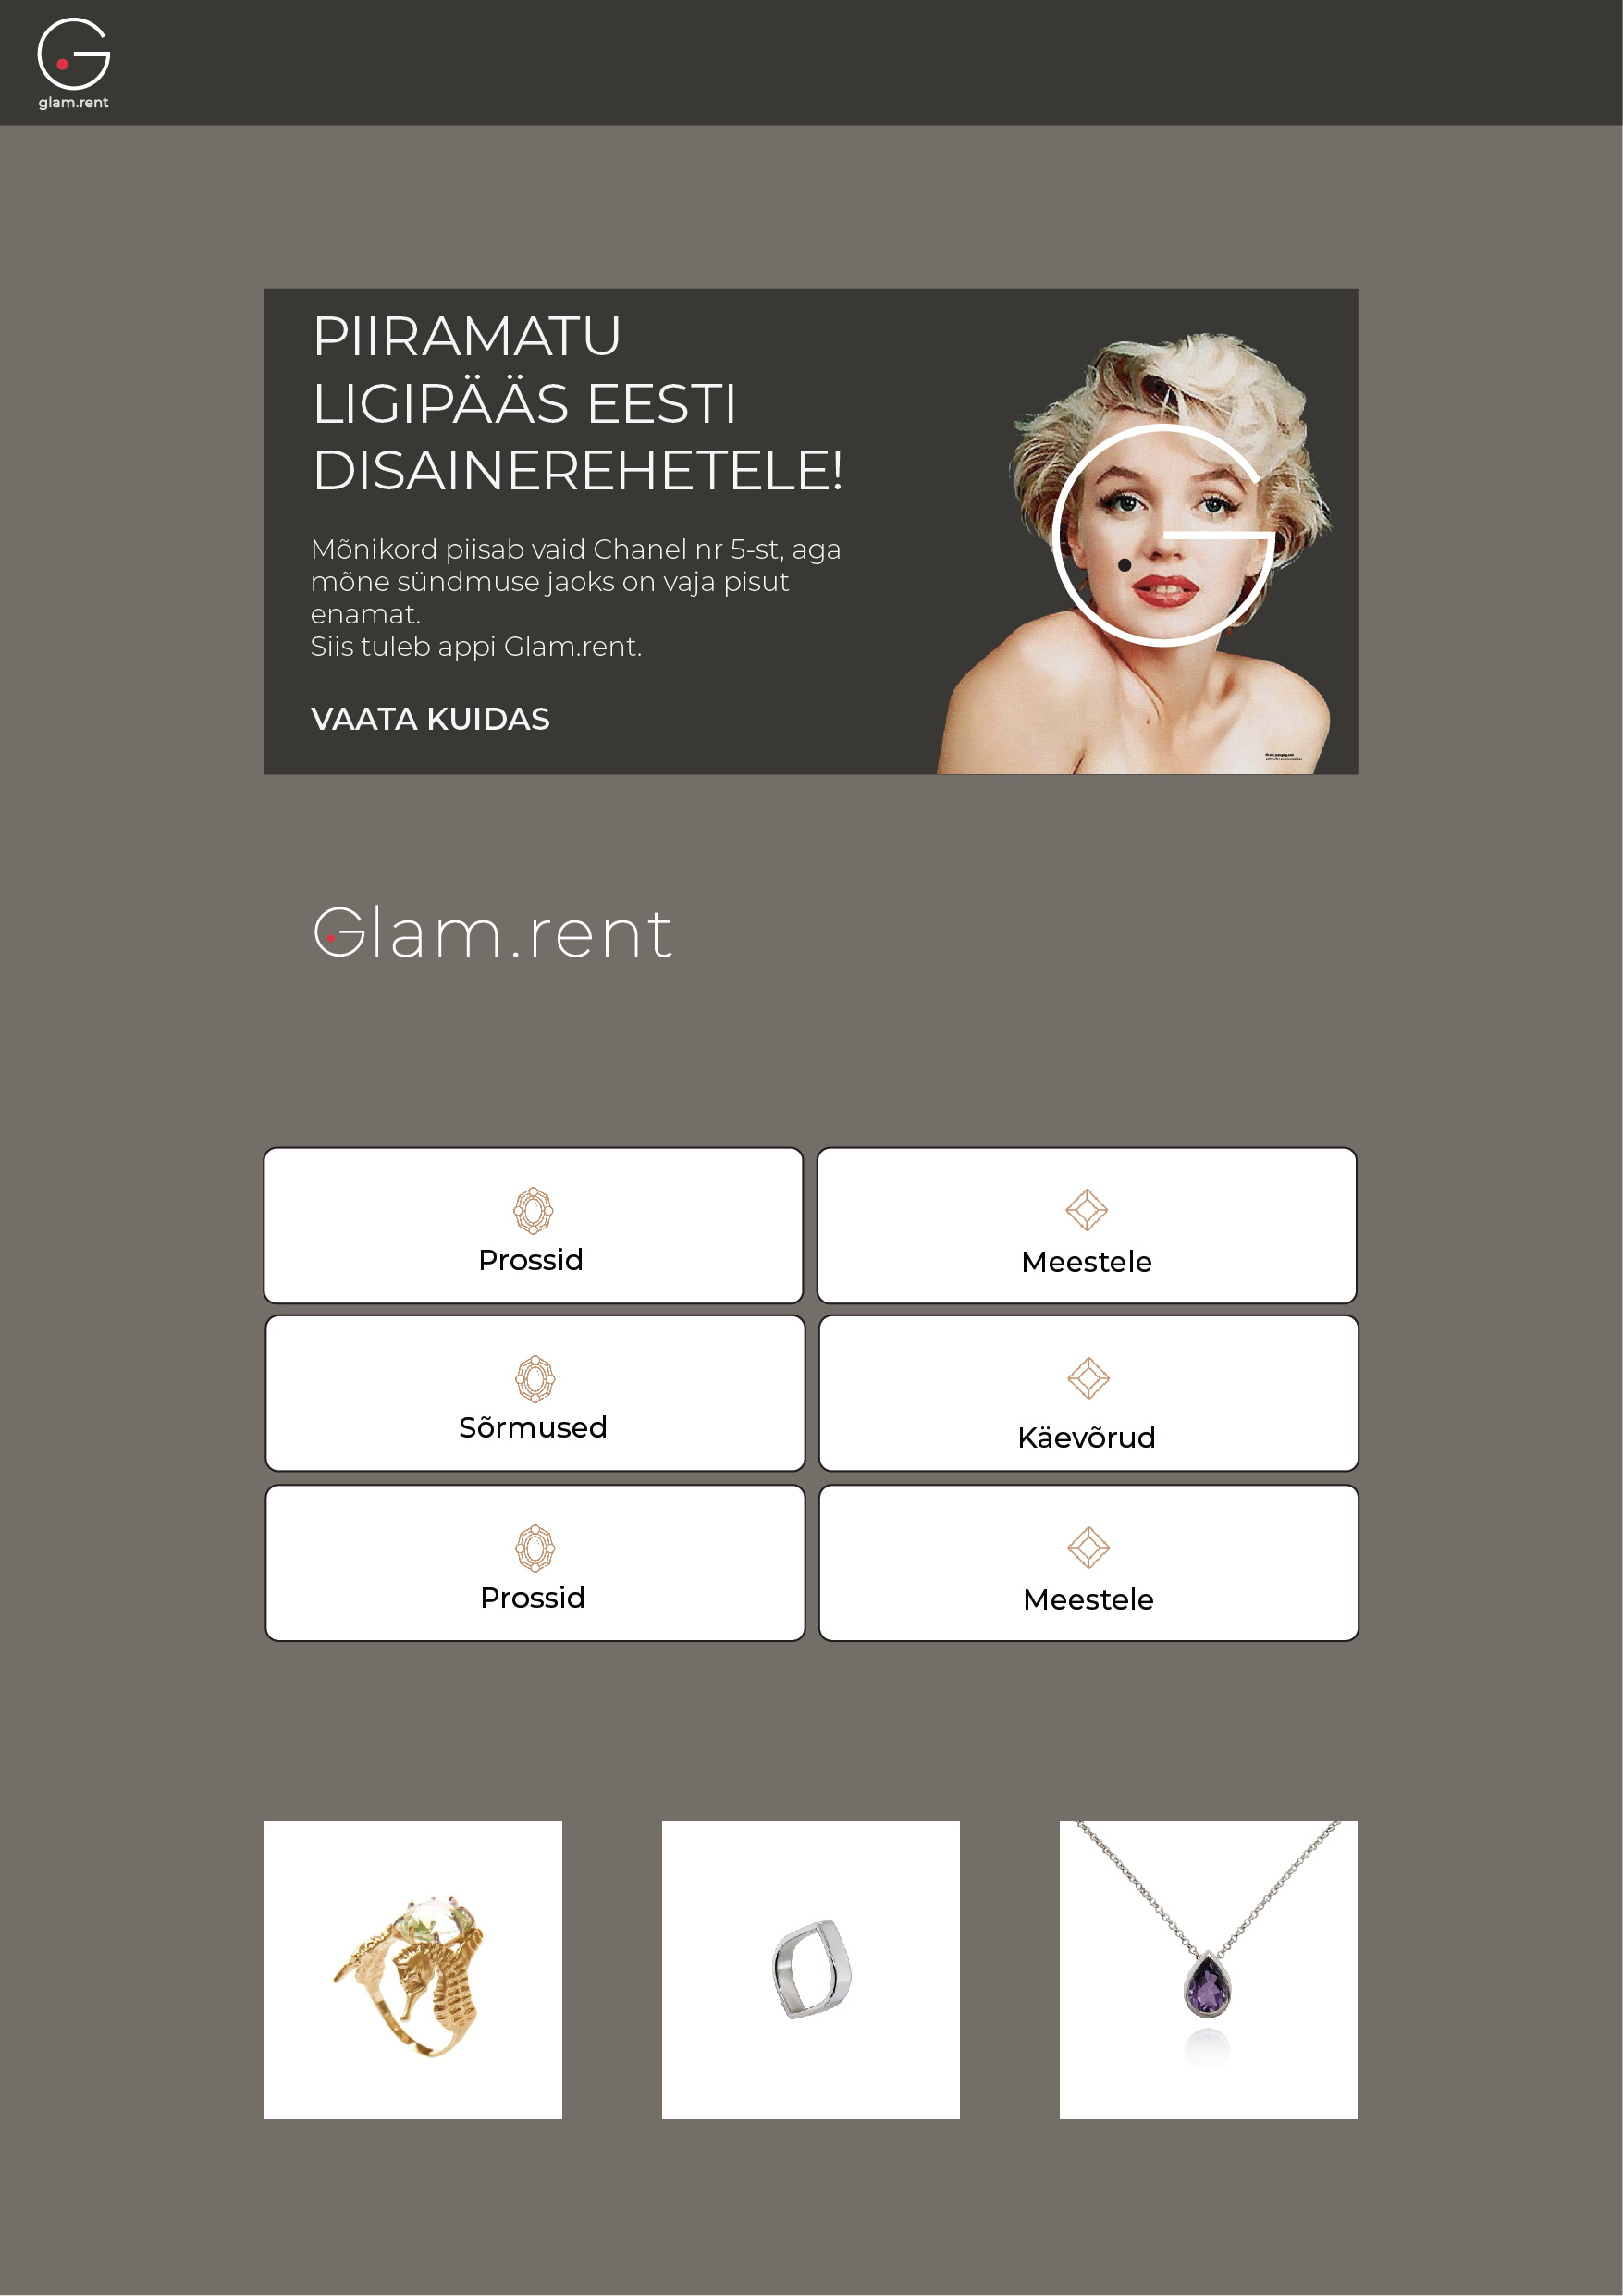 glam.rent
PIIRAMATU
LIGIPÄÄS EESTI
DISAINEREHETELE!
Mõnikord piisab vaid Chanel nr 5-st, aga
mõne sündmuse jaoks on vaja pisut
enamat.
Siis tuleb appi Glam.rent.
VAATA KUIDAS
Glam.rent
Prossid
Meestele
Sõrmused
Käevõrud
Prossid
Meestele